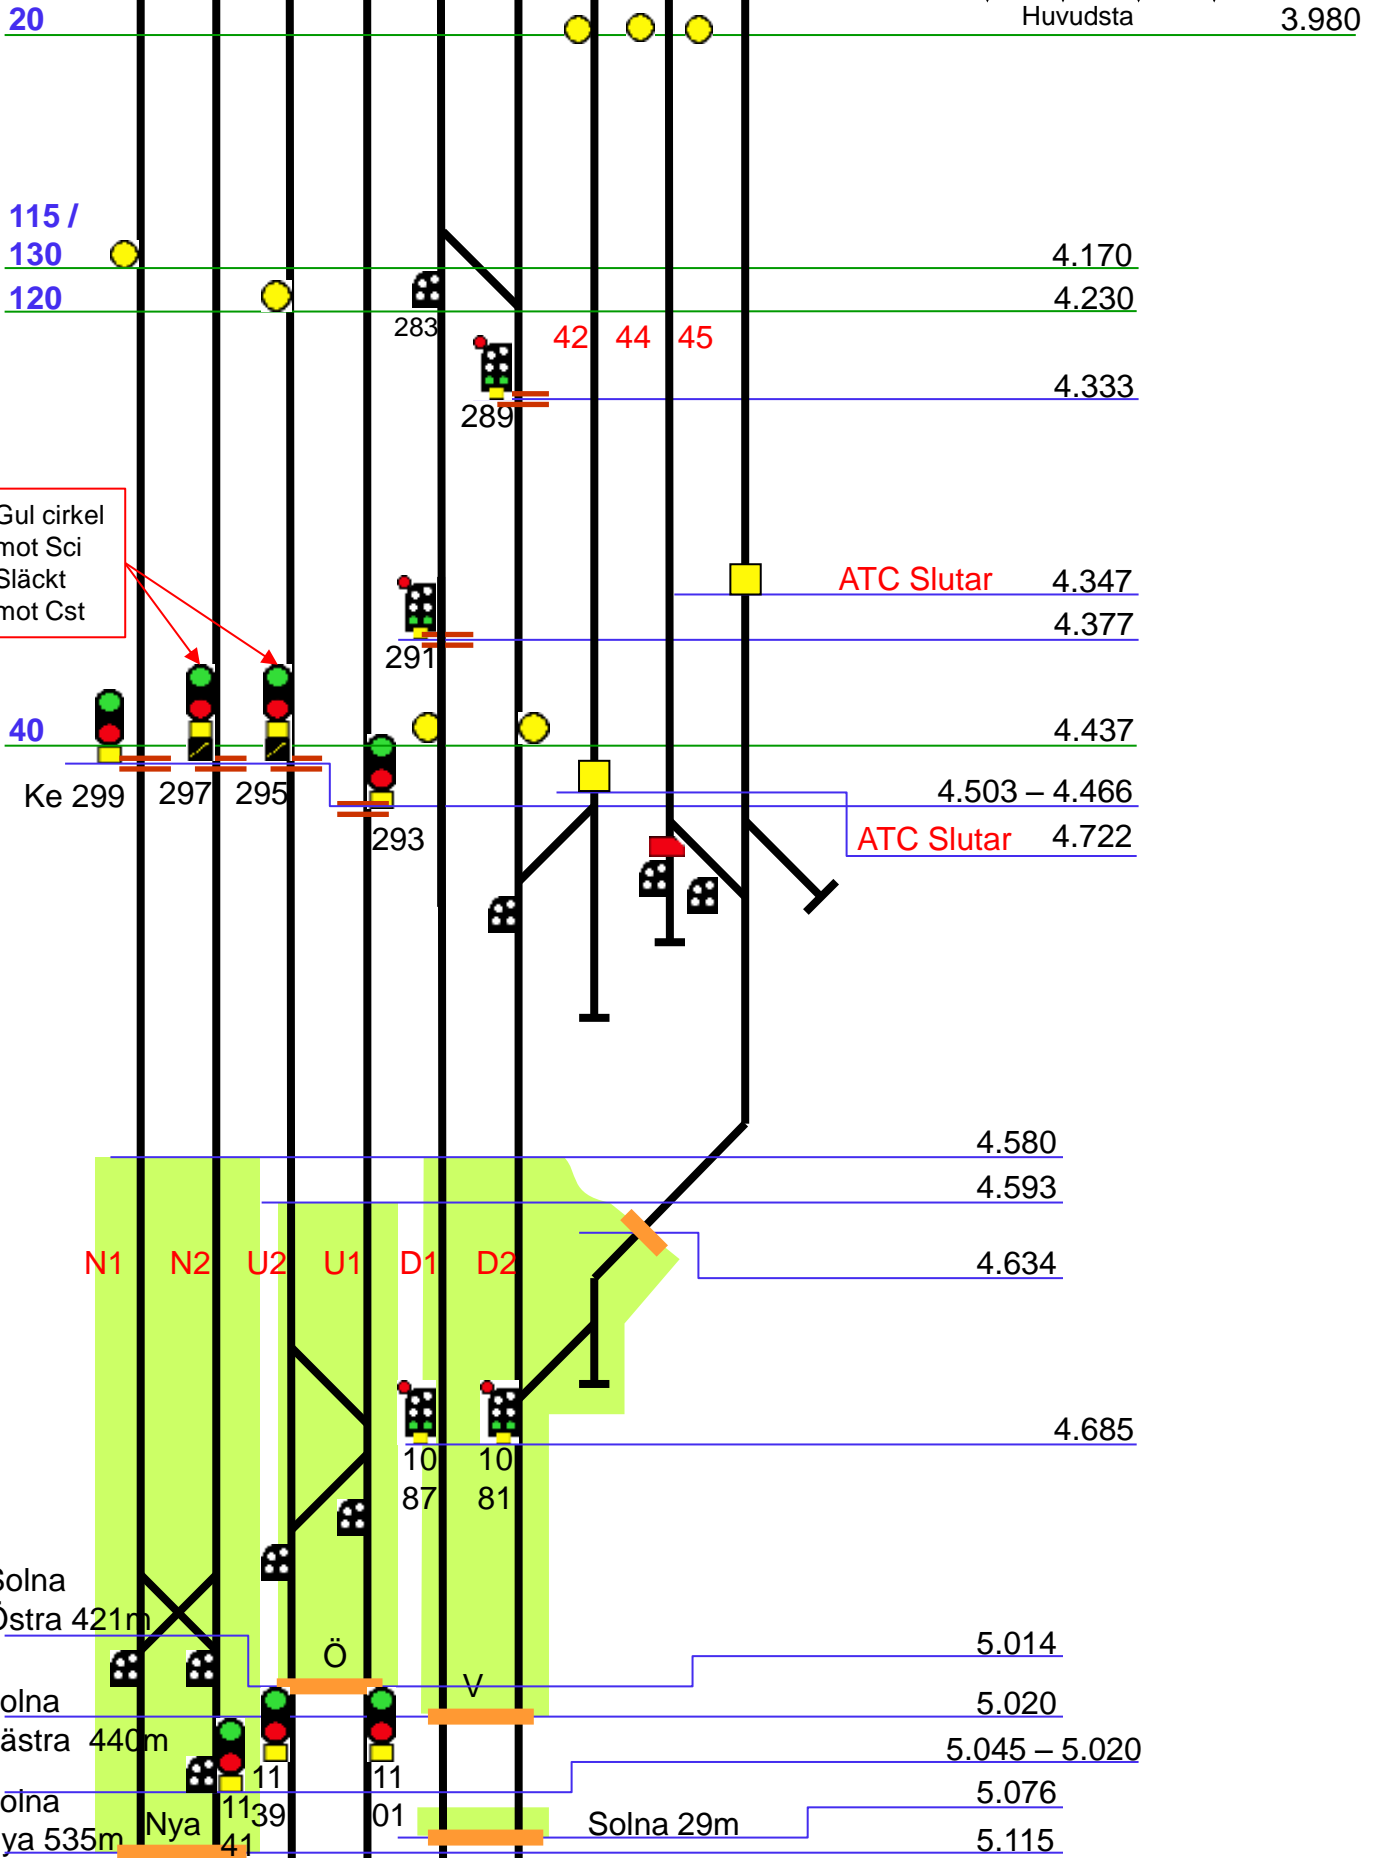 20
Huvudsta 3.980
115 /
130
4.170
120
4.230
283
42 44 45
4.333
289
Gul cirkel
mot Sci
Släckt
mot Cst
ATC Slutar 4.347
4.377
291
40
4.437
Ke 299 297 295
4.503 – 4.466
293
ATC Slutar 4.722
4.580
4.593
N1 N2 U2 U1 D1 D2
4.634
4.685
10 10
87 81
Solna
Östra 421m
5.014
Ö
V
olna
ästra 440m
5.020
5.045 – 5.020
11 11
5.076
olna
ya 535m
Nya
11 39 01
41
Solna 29m
5.115